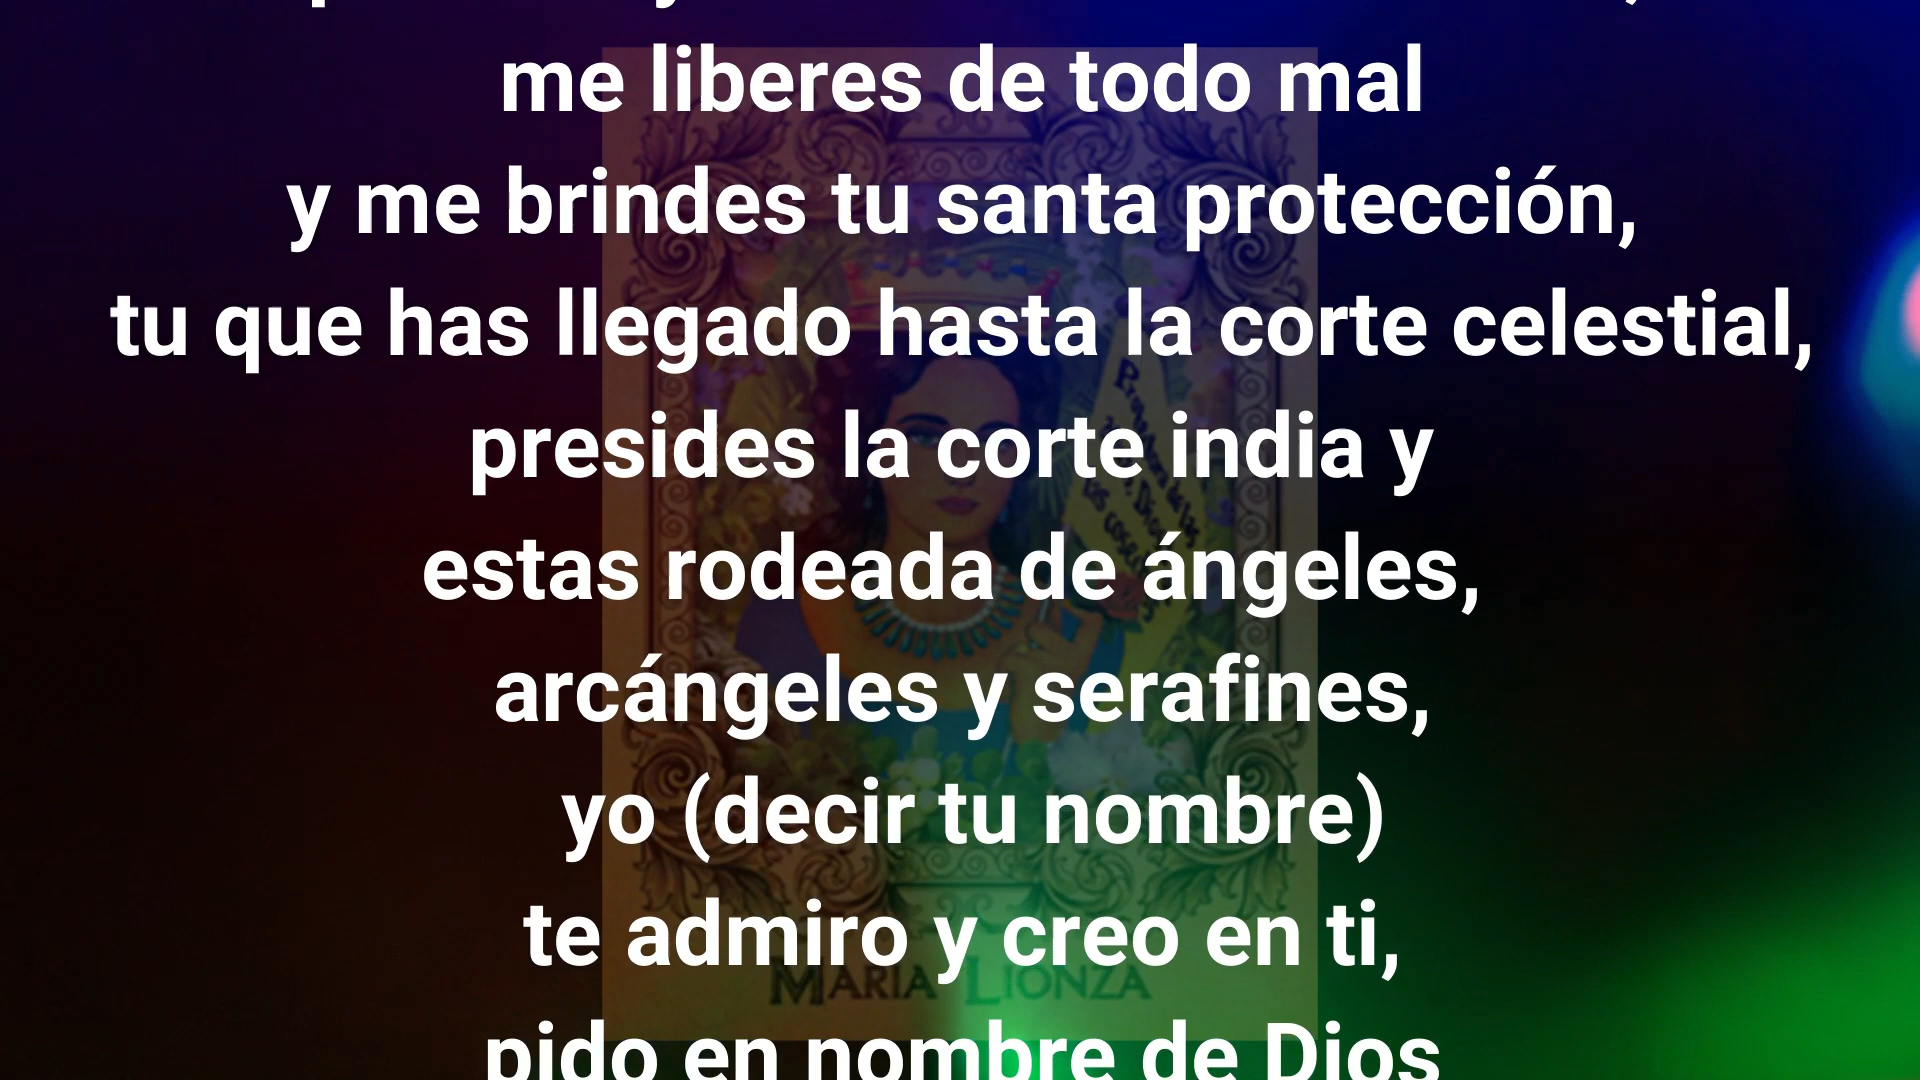 me liberes de todo mal
y me brindes tu santa protección,
tu que has llegado hasta la corte celestial,
presides la corte india y
estas rodeada de ángeles,
arcángeles y serafines,
yo (decir tu nombre)
te admiro y creo en ti,
MARIA LIONZA
pido en nombre de Dios